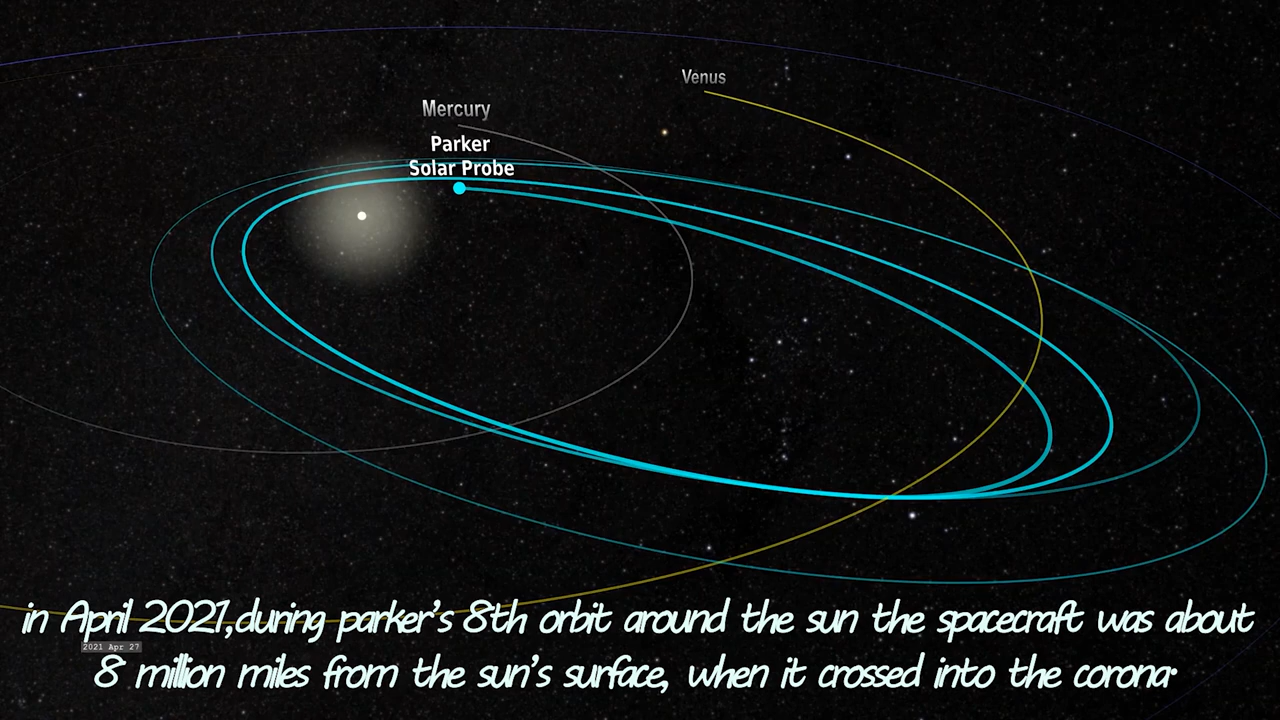 Venus
Mercury
Parker
Solar Probe
in April 2021,during parker's 8th orbit around the sun the spacecraft was about
2021 Apr 27
8 million miles from the sun's surface, when it crossed into the corona.